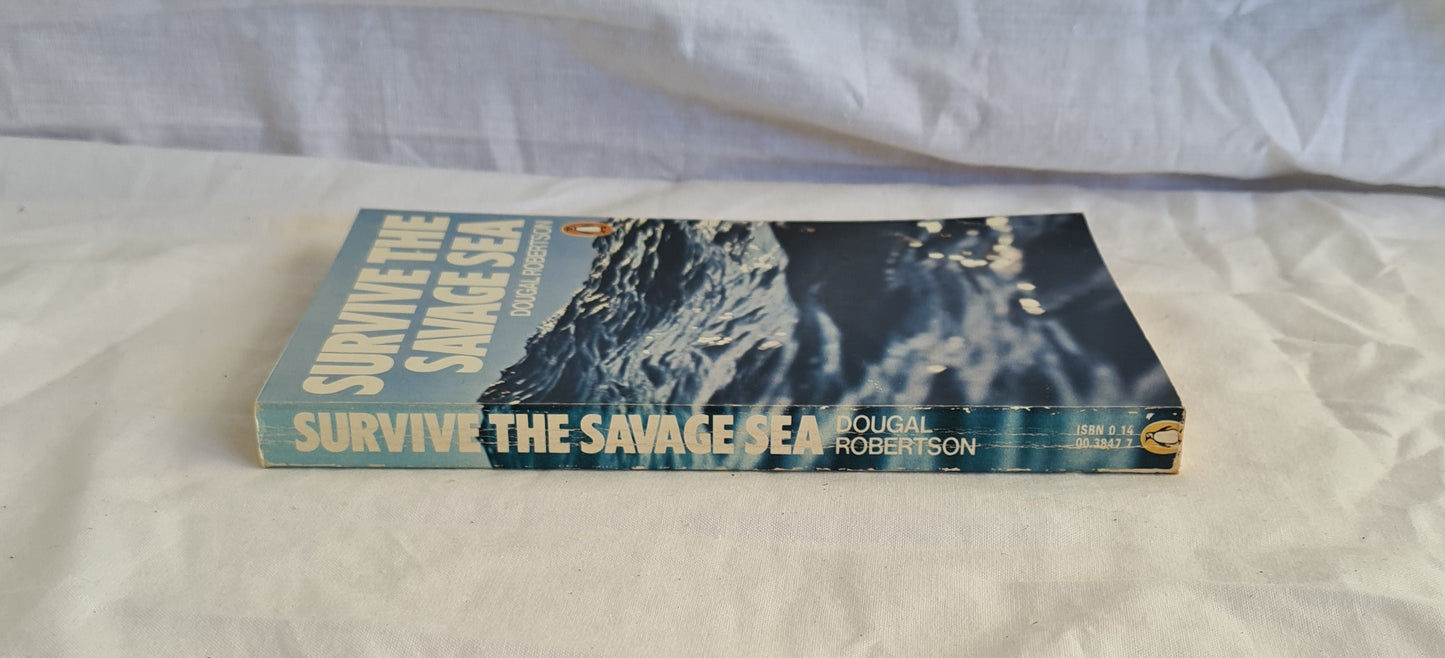 SURVIVE THE
SAVAGE SEA
DOUGAL ROBERTSON
SURVIVE THE SAVAGE SEA
DOUGAL
ROBERTSON
ISBN 0 14
00 3847 7